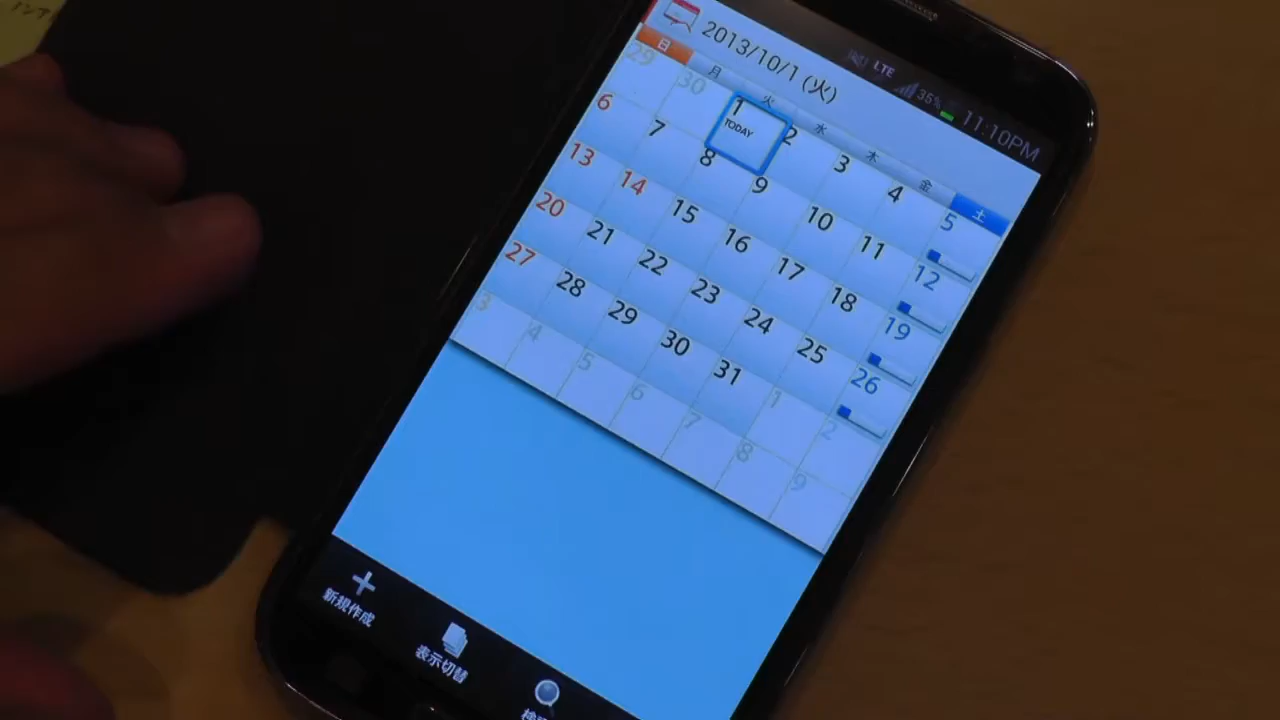 LTE 35% 11:10PM
2013/10/1 (火)
日 月 火 水 木 金 土
29 30 1 2 3 4 5
TODAY
6 7 8 9 10 11 12
13 14 15 16 17 18 19
20 21 22 23 24 25 26
27 28 29 30 31 1 2
3 4 5 6 7 8 9
新規作成
表示切替